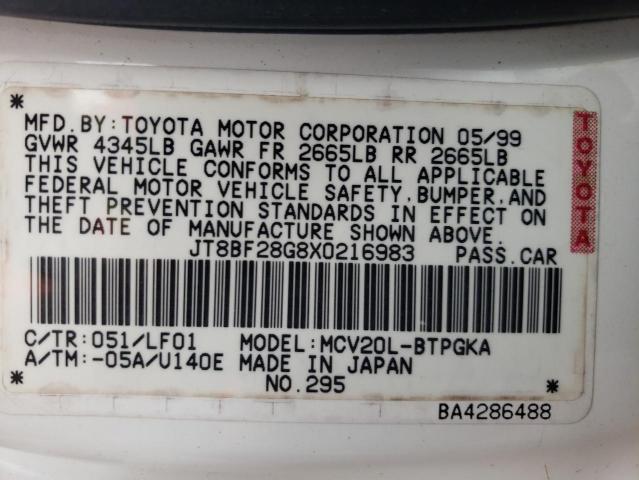 *
MFD.BY:TOYOTA MOTOR CORPORATION 05/99
GVWR 4345LB GAWR FR 2665LB RR 2665LB
THIS VEHICLE CONFORMS TO ALL APPLICABLE
FEDERAL MOTOR VEHICLE SAFETY,BUMPER,AND
THEFT PREVENTION STANDARDS IN EFFECT ON
THE DATE OF MANUFACTURE SHOWN ABOVE.
JT8BF28G8X0216983 PASS.CAR
TOYOTA
C/TR:051/LF01 MODEL:MCV20L-BTPGKA
A/TM:-05A/U140E MADE IN JAPAN
* NO.295 *
BA4286488